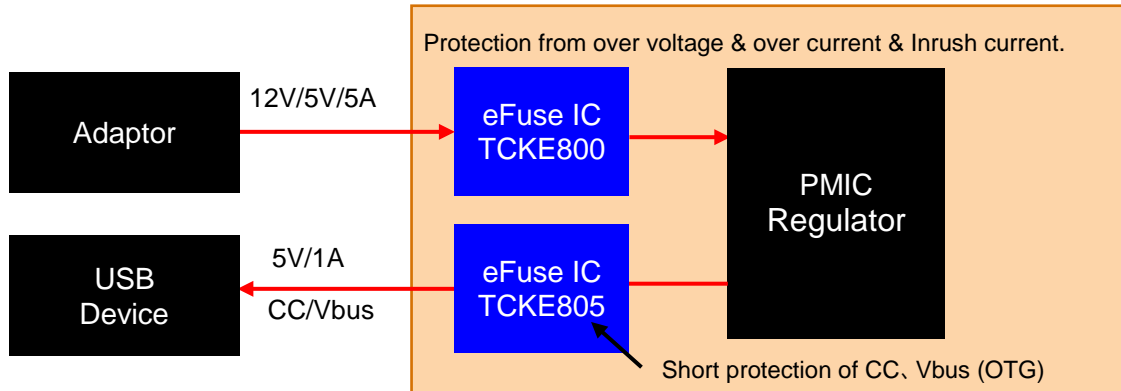 Protection from over voltage & over current & Inrush current.
Adaptor
12V/5V/5A
eFuse IC
TCKE800
PMIC
Regulator
USB
Device
5V/1A
CC/Vbus
eFuse IC
TCKE805
Short protection of CC、Vbus (OTG)